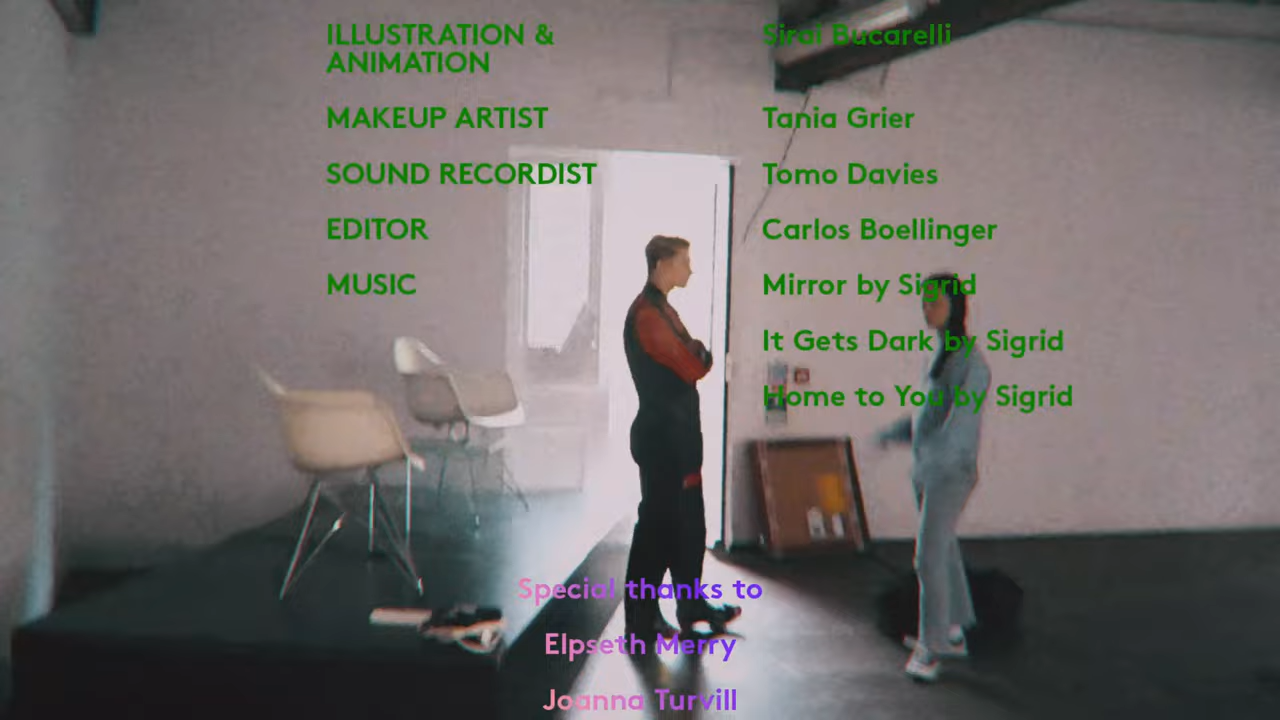 ILLUSTRATION & Sirai Bucarelli
ANIMATION
MAKEUP ARTIST Tania Grier
SOUND RECORDIST Tomo Davies
EDITOR Carlos Boellinger
MUSIC Mirror by Sigrid
It Gets Dark by Sigrid
Home to You by Sigrid
Special thanks to
Elpseth Merry
Joanna Turvill